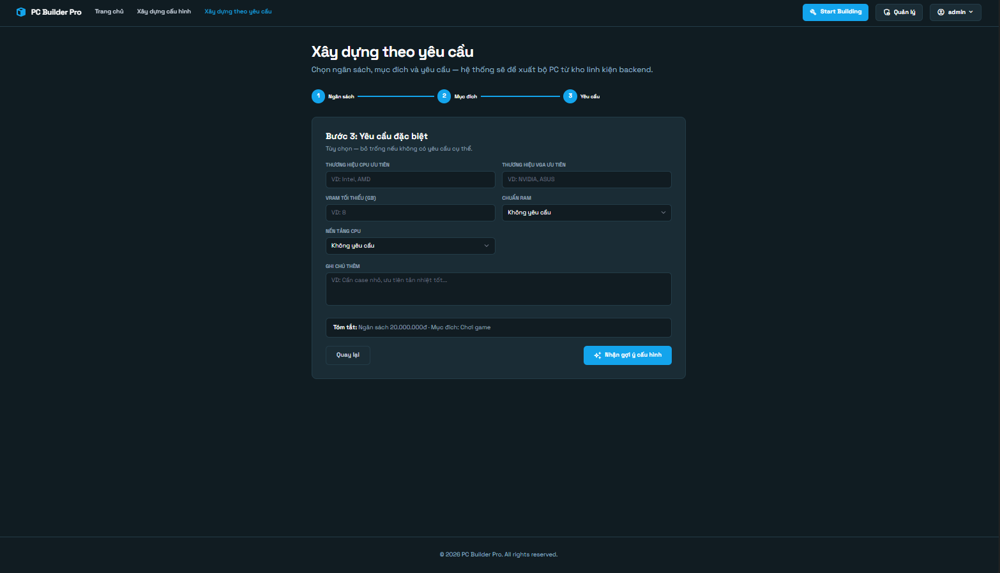 PC Builder Pro
Trang chủ
Xây dựng cấu hình
Xây dựng theo yêu cầu
Start Building
Quản lý
admin
Xây dựng theo yêu cầu
Chọn ngân sách, mục đích và yêu cầu — hệ thống sẽ đề xuất bộ PC từ kho linh kiện backend.
1 Ngân sách
2 Mục đích
3 Yêu cầu
Bước 3: Yêu cầu đặc biệt
Tùy chọn — bỏ trống nếu không có yêu cầu cụ thể.
THƯƠNG HIỆU CPU ƯU TIÊN
THƯƠNG HIỆU VGA ƯU TIÊN
VD: Intel, AMD
VD: NVIDIA, ASUS
VRAM TỐI THIỂU (GB)
CHUẨN RAM
VD: 8
Không yêu cầu
NỀN TẢNG CPU
Không yêu cầu
GHI CHÚ THÊM
VD: Cần case nhỏ, ưu tiên tản nhiệt tốt...
Tóm tắt: Ngân sách 20.000.000đ · Mục đích: Chơi game
Quay lại
Nhận gợi ý cấu hình
© 2026 PC Builder Pro. All rights reserved.